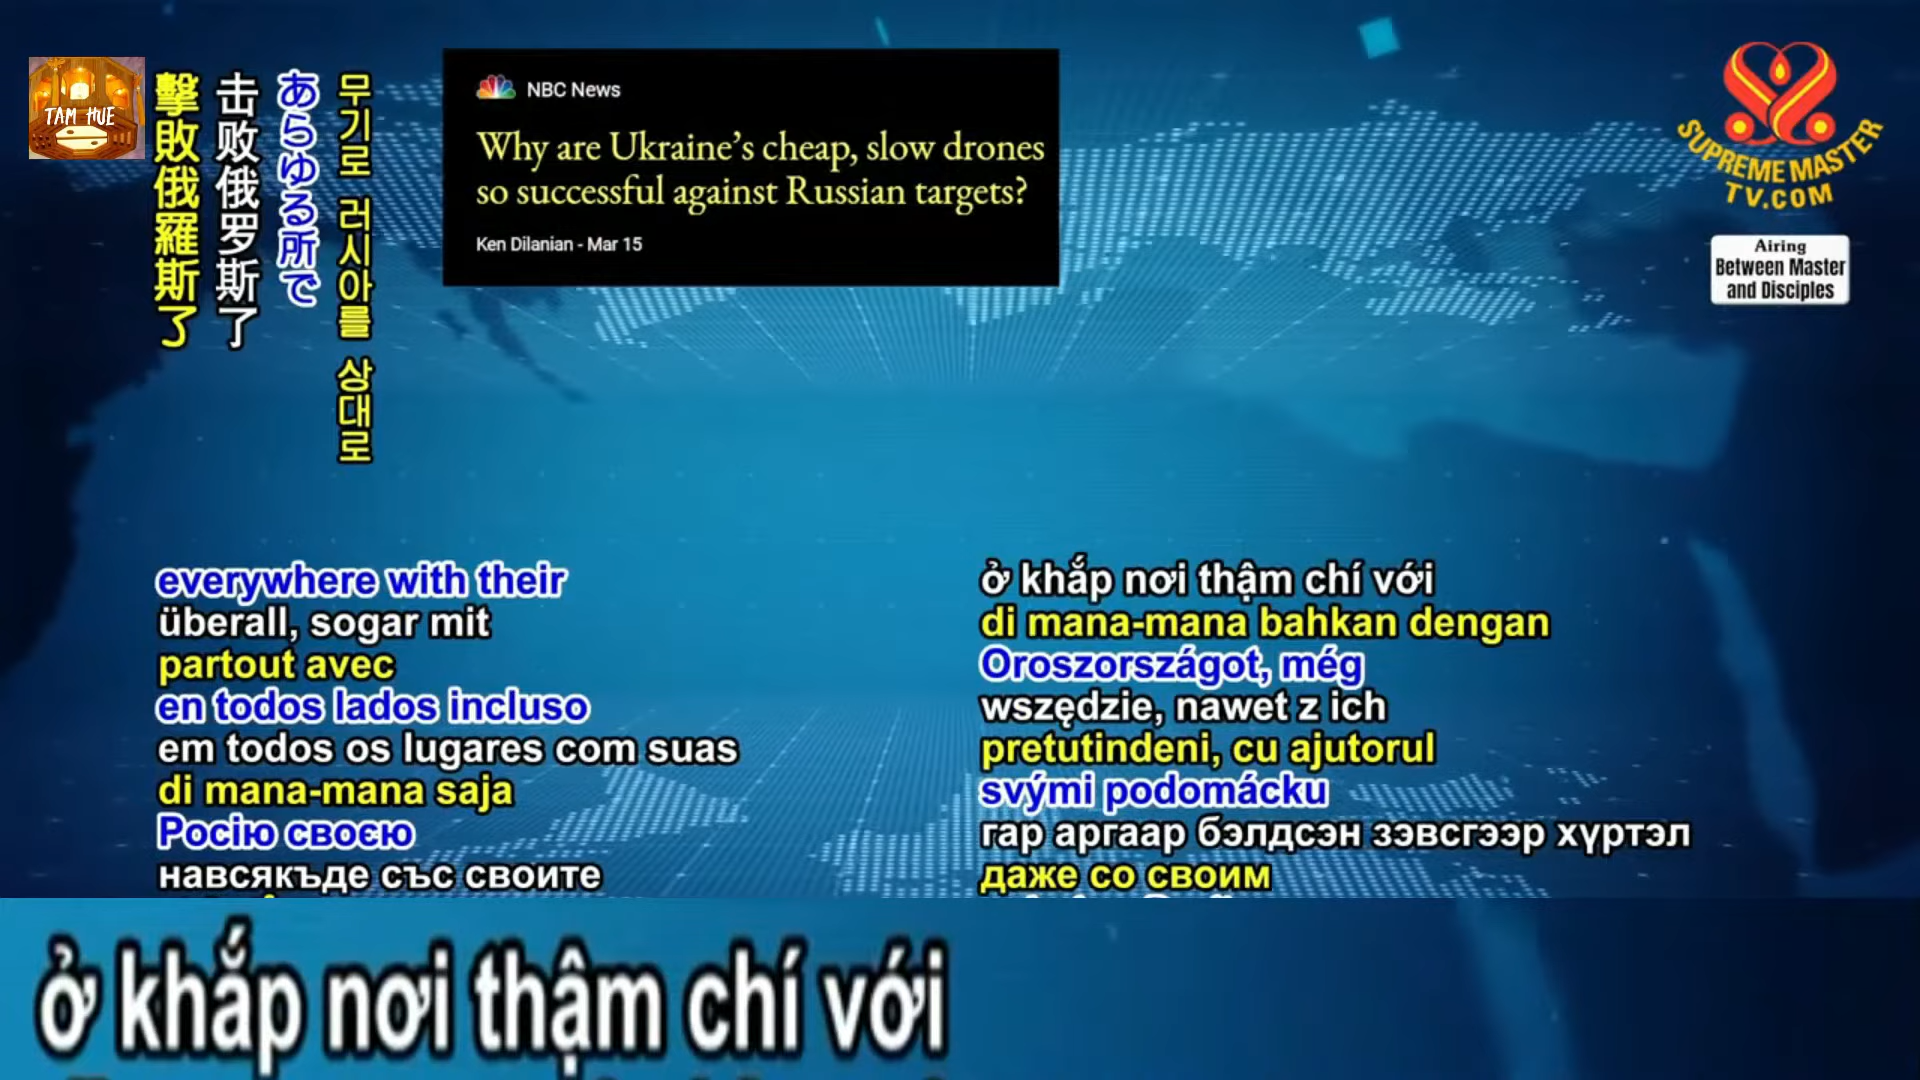 TAM HUE
擊敗俄羅斯了
击败俄罗斯了
あらゆる所で
무기로 러시아를 상대로
NBC News
Why are Ukraine’s cheap, slow drones
so successful against Russian targets?
Ken Dilanian - Mar 15
SUPREME MASTER
TV.COM
Airing
Between Master
and Disciples
everywhere with their
überall, sogar mit
partout avec
en todos lados incluso
em todos os lugares com suas
di mana-mana saja
Росію своєю
навсякъде със своите
ở khắp nơi thậm chí với
di mana-mana bahkan dengan
Oroszországot, még
wszędzie, nawet z ich
pretutindeni, cu ajutorul
svými podomácku
гар аргаар бэлдсэн зэвсгээр хүртэл
даже со своим
ở khắp nơi thậm chí với